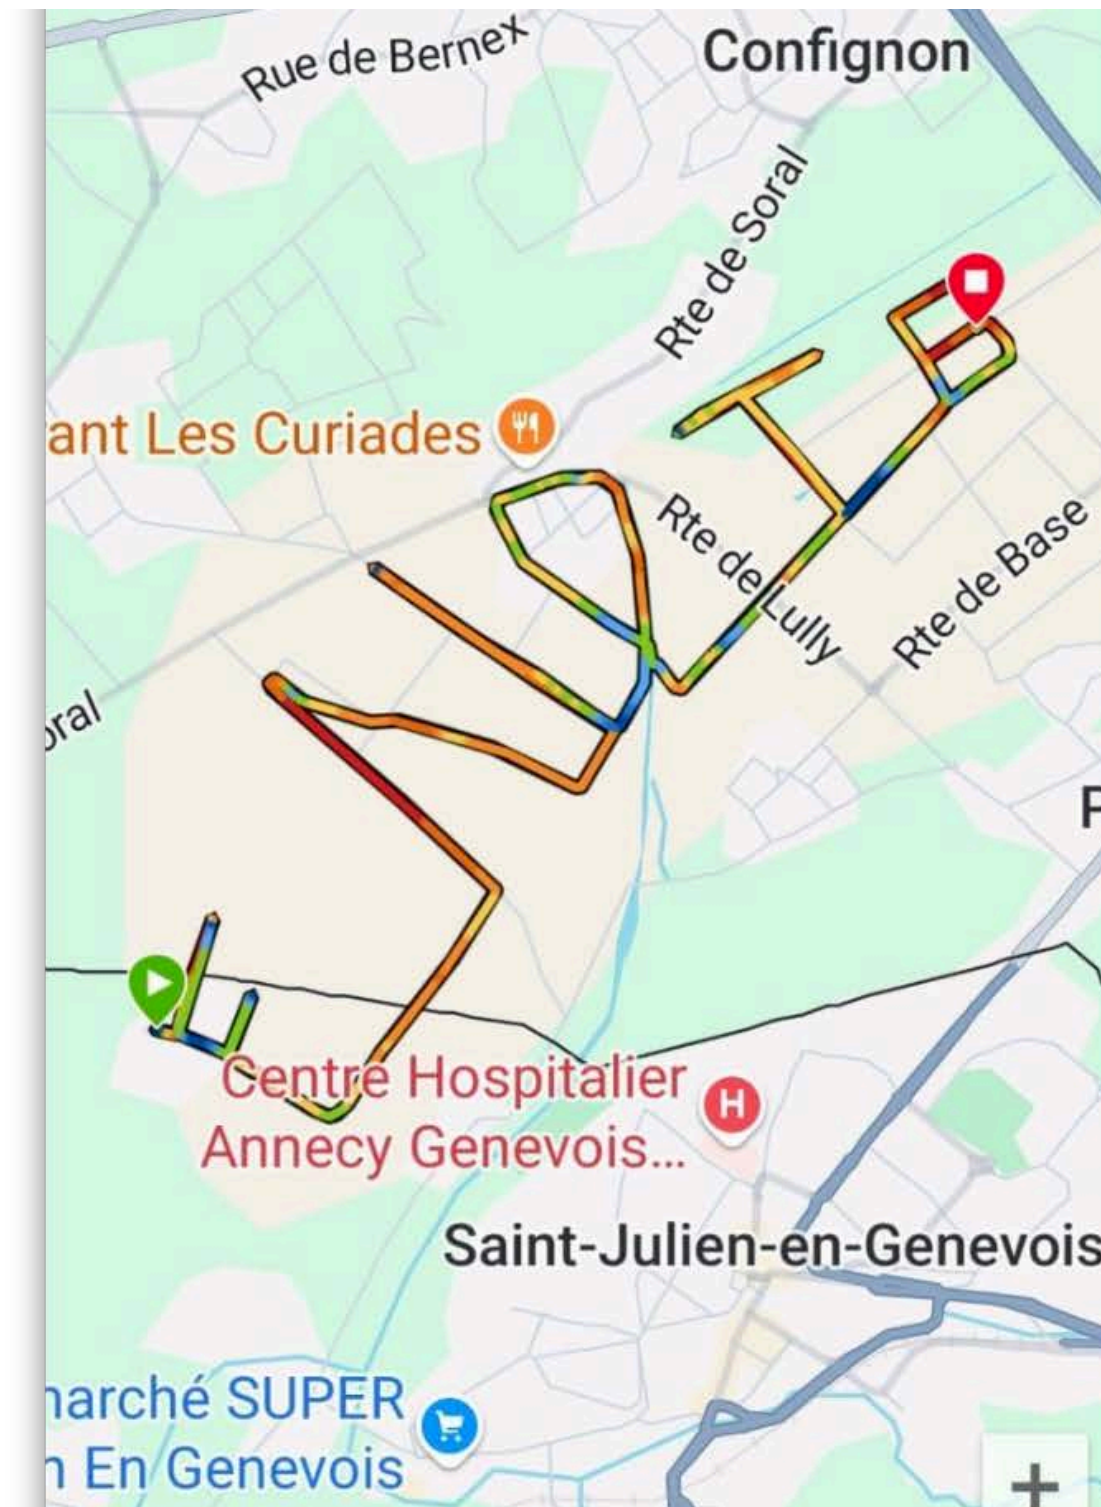 Rue de Bernex
Confignon
Rte de Soral
ant Les Curiades
Rte de Lully
Rte de Base
oral
P
Centre Hospitalier
Annecy Genevois...
H
Saint-Julien-en-Genevois
marché SUPER
n En Genevois
+